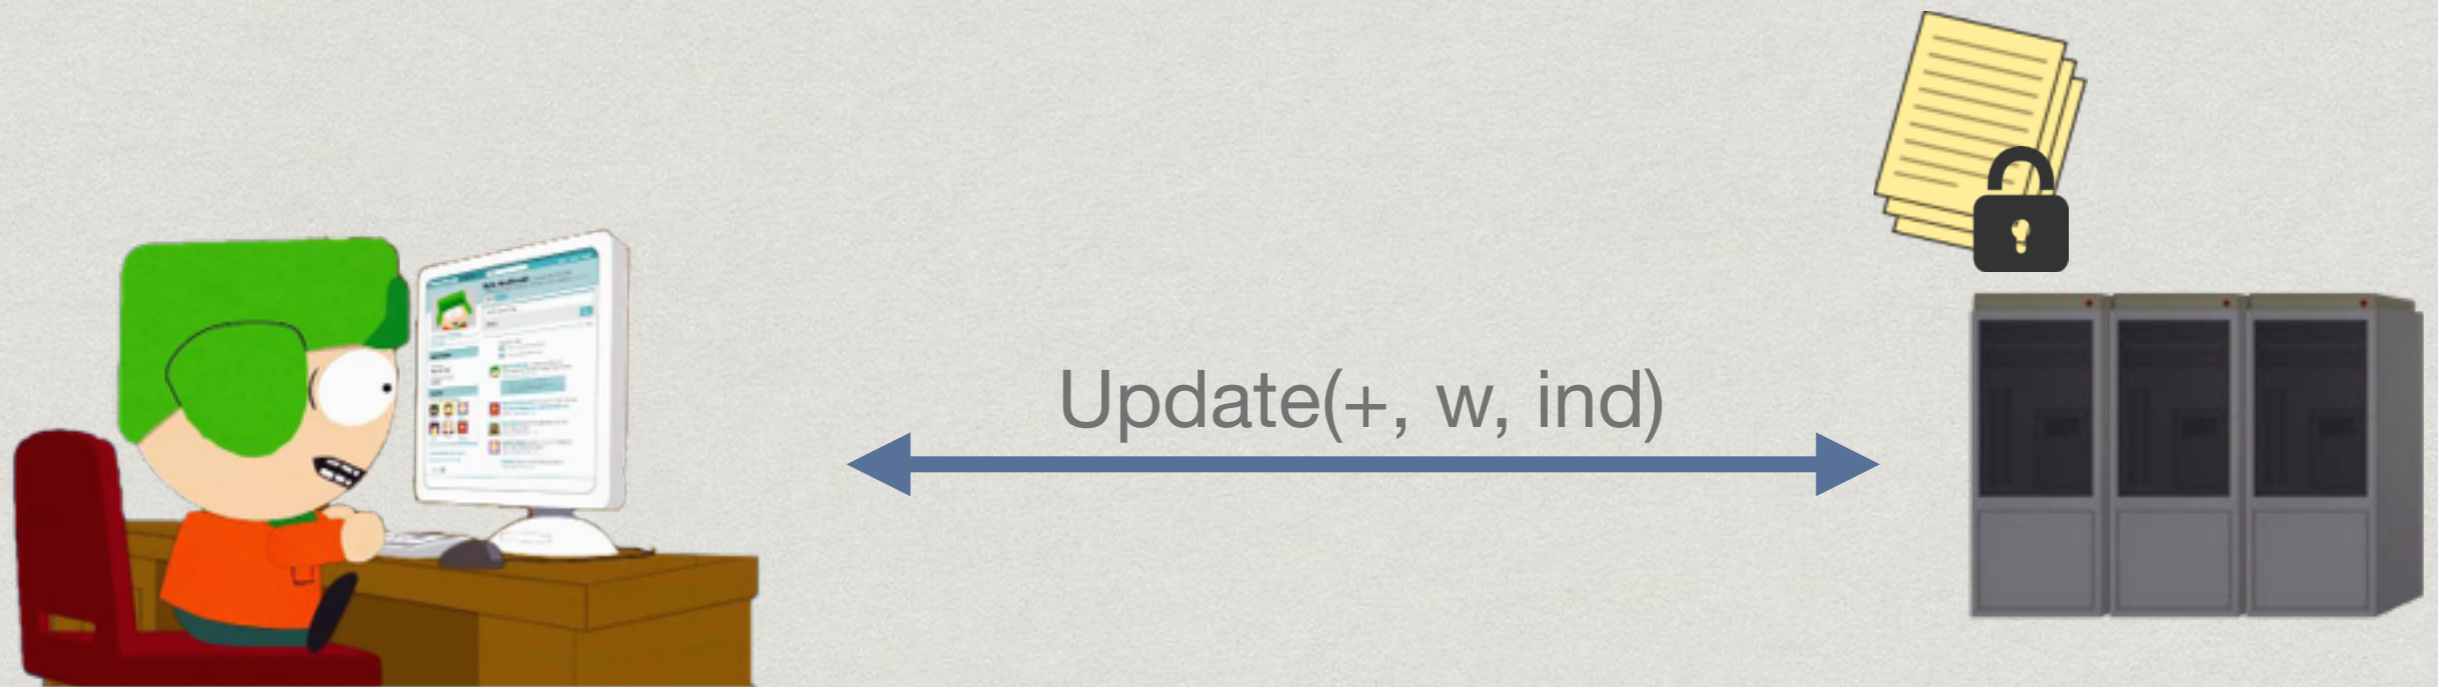 Update(+, w, ind)